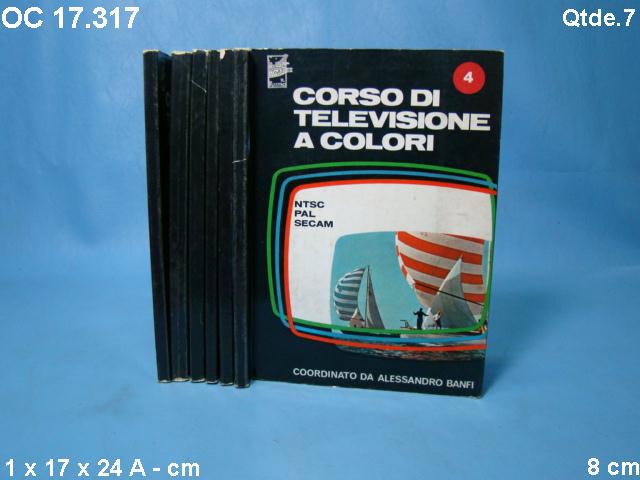 OC 17.317
Qtde.7
4
CORSO DI
TELEVISIONE
A COLORI
NTSC
PAL
SECAM
COORDINATO DA ALESSANDRO BANFI
1 x 17 x 24 A - cm
8 cm